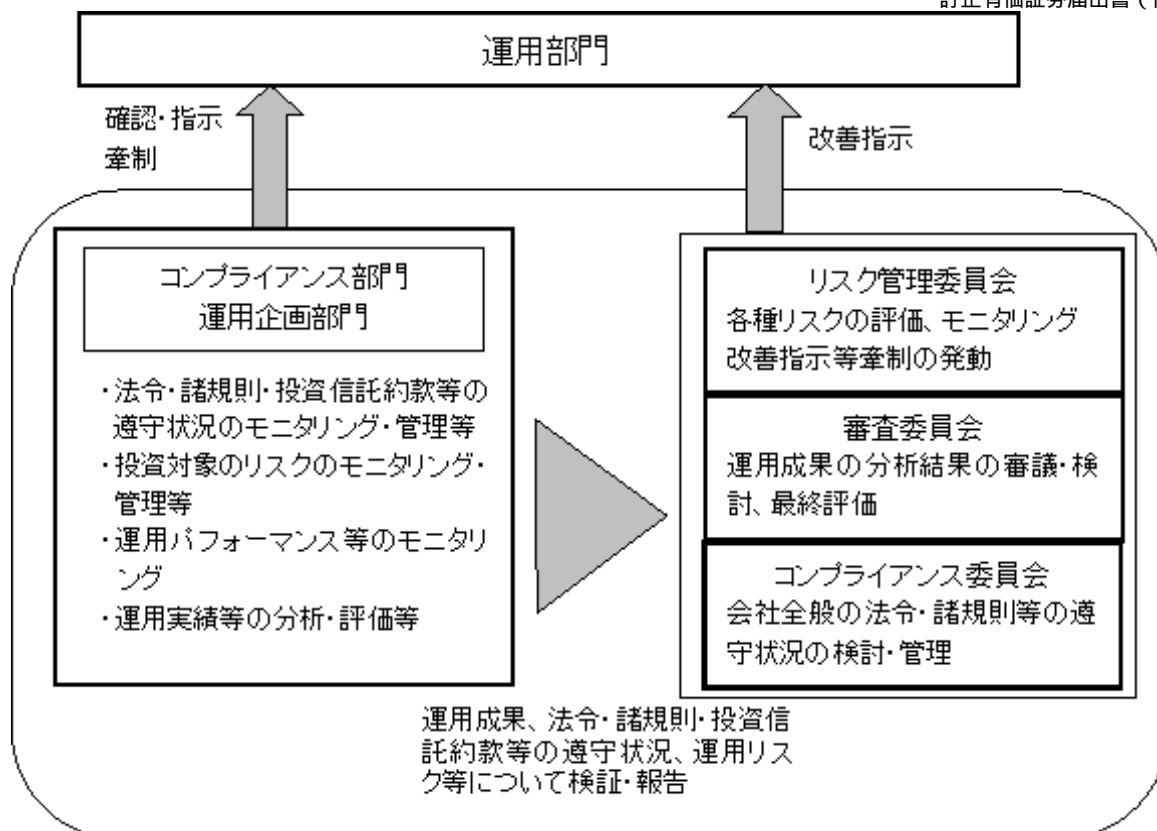 訂正有価証券届出書(
運用部門
確認・指示
牽制
改善指示
コンプライアンス部門
運用企画部門
・法令・諸規則・投資信託約款等の
遵守状況のモニタリング・管理等
・投資対象のリスクのモニタリング・
管理等
・運用パフォーマンス等のモニタリ
ング
・運用実績等の分析・評価等
リスク管理委員会
各種リスクの評価、モニタリング
改善指示等牽制の発動
審査委員会
運用成果の分析結果の審議・検
討、最終評価
コンプライアンス委員会
会社全般の法令・諸規則等の遵
守状況の検討・管理
運用成果、法令・諸規則・投資信
託約款等の遵守状況、運用リス
ク等について検証・報告